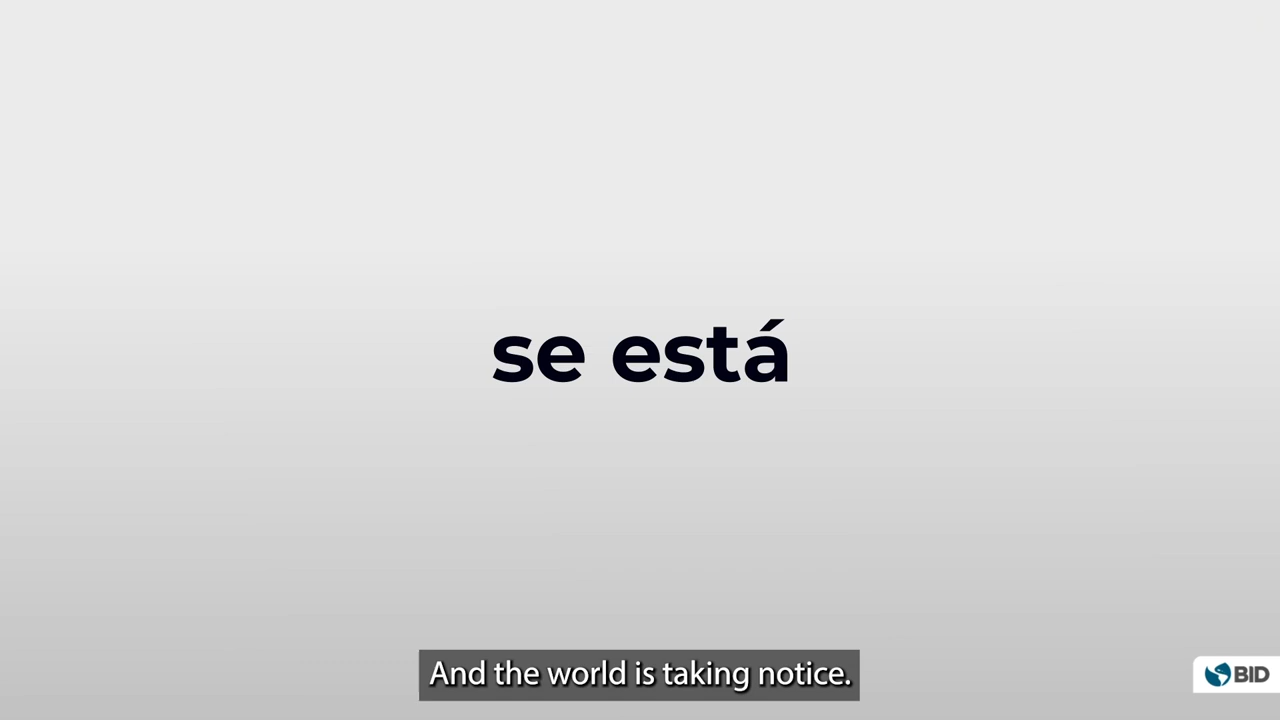 se está
And the world is taking notice.
BID